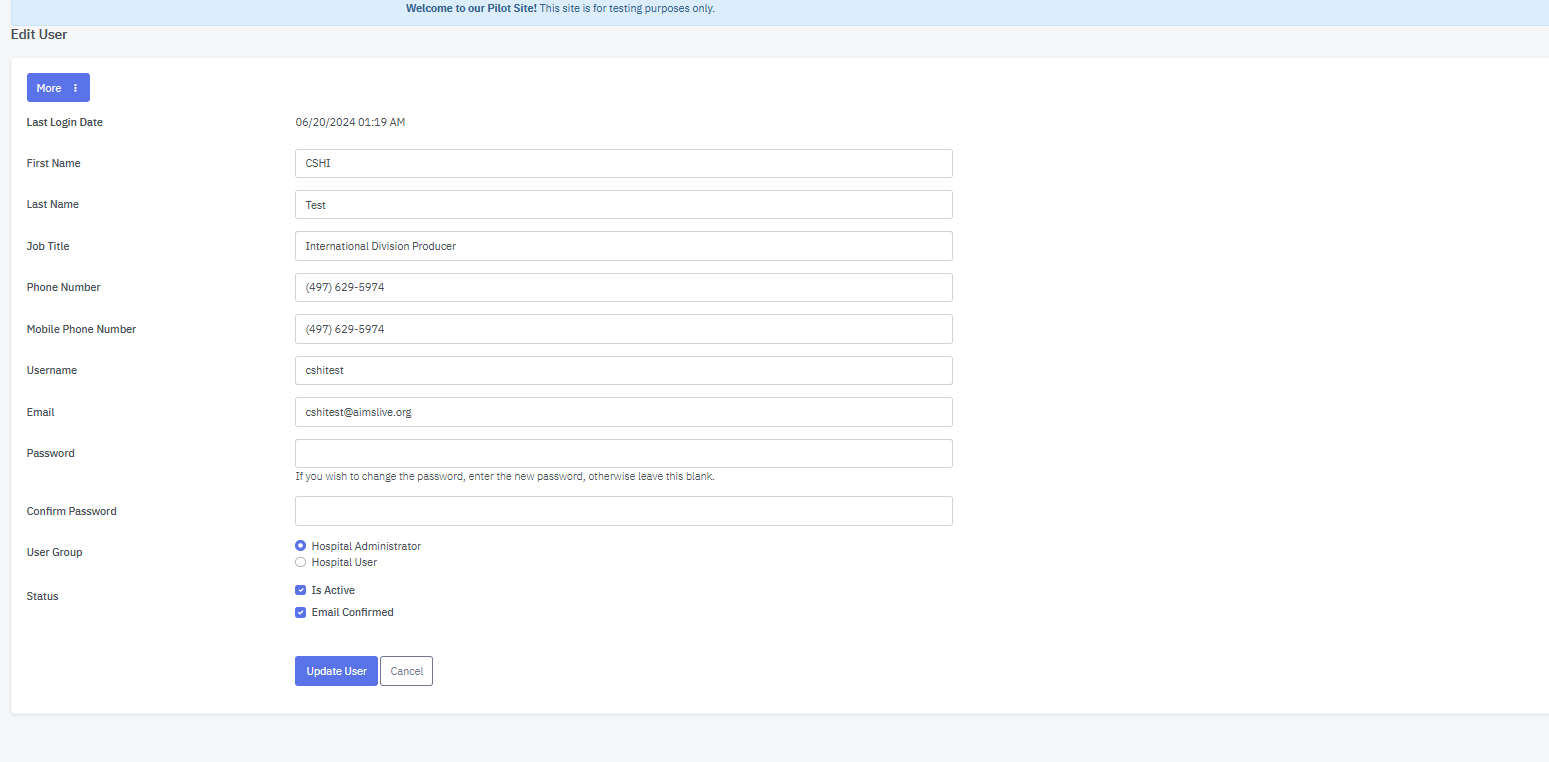 Welcome to our Pilot Site! This site is for testing purposes only.
Edit User
More
Last Login Date 06/20/2024 01:19 AM
First Name CSHI
Last Name Test
Job Title International Division Producer
Phone Number (497) 629-5974
Mobile Phone Number (497) 629-5974
Username cshitest
Email cshitest@aimslive.org
Password
If you wish to change the password, enter the new password, otherwise leave this blank.
Confirm Password
User Group Hospital Administrator
Hospital User
Status Is Active
Email Confirmed
Update User Cancel